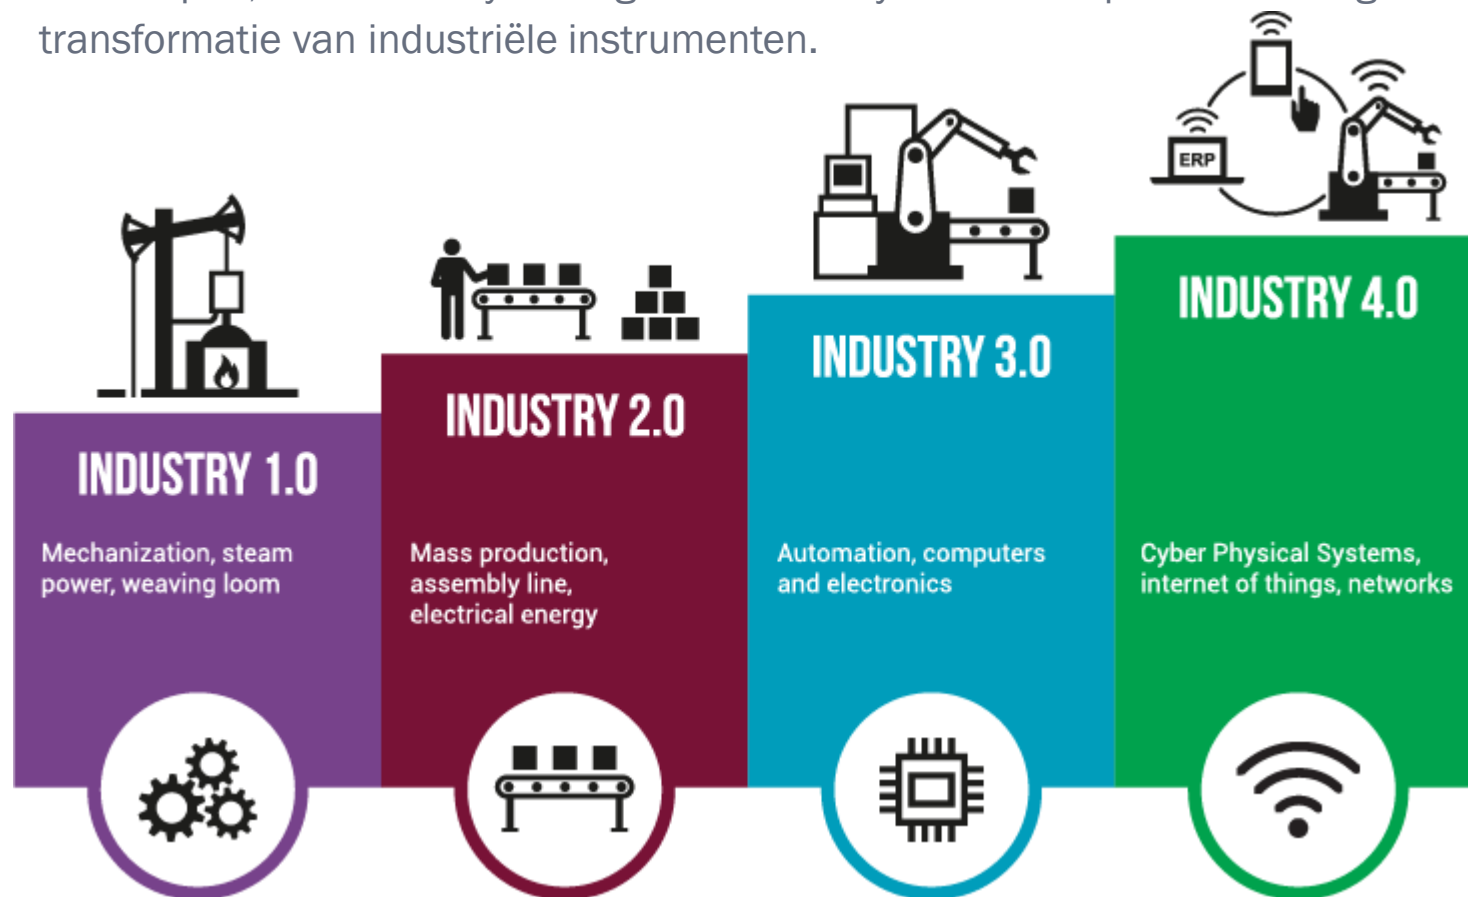 transformatie van industriële instrumenten.
ERP
INDUSTRY 1.0
Mechanization, steam
power, weaving loom
INDUSTRY 2.0
Mass production,
assembly line,
electrical energy
INDUSTRY 3.0
Automation, computers
and electronics
INDUSTRY 4.0
Cyber Physical Systems,
internet of things, networks